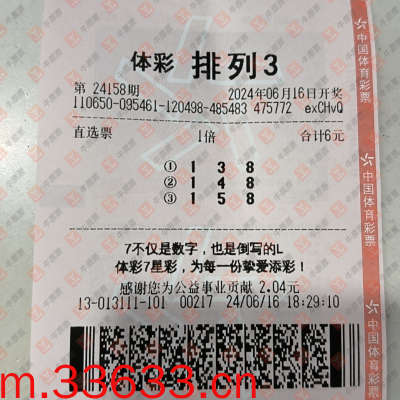 体彩 排列3
第 24158期 2024年06月16日开奖
110650-095461-120498-485483 475772 exCHvQ
直选票 1倍 合计6元
① 1 3 8
② 1 4 8
③ 1 5 8
7不仅是数字，也是倒写的L
体彩7星彩，为每一份挚爱添彩！
感谢您为公益事业贡献 2.04元
13-013111-101 00217 24/06/16 18:29:10
m.33633.cn
中国体育彩票
中国体育彩票
中国体育彩票